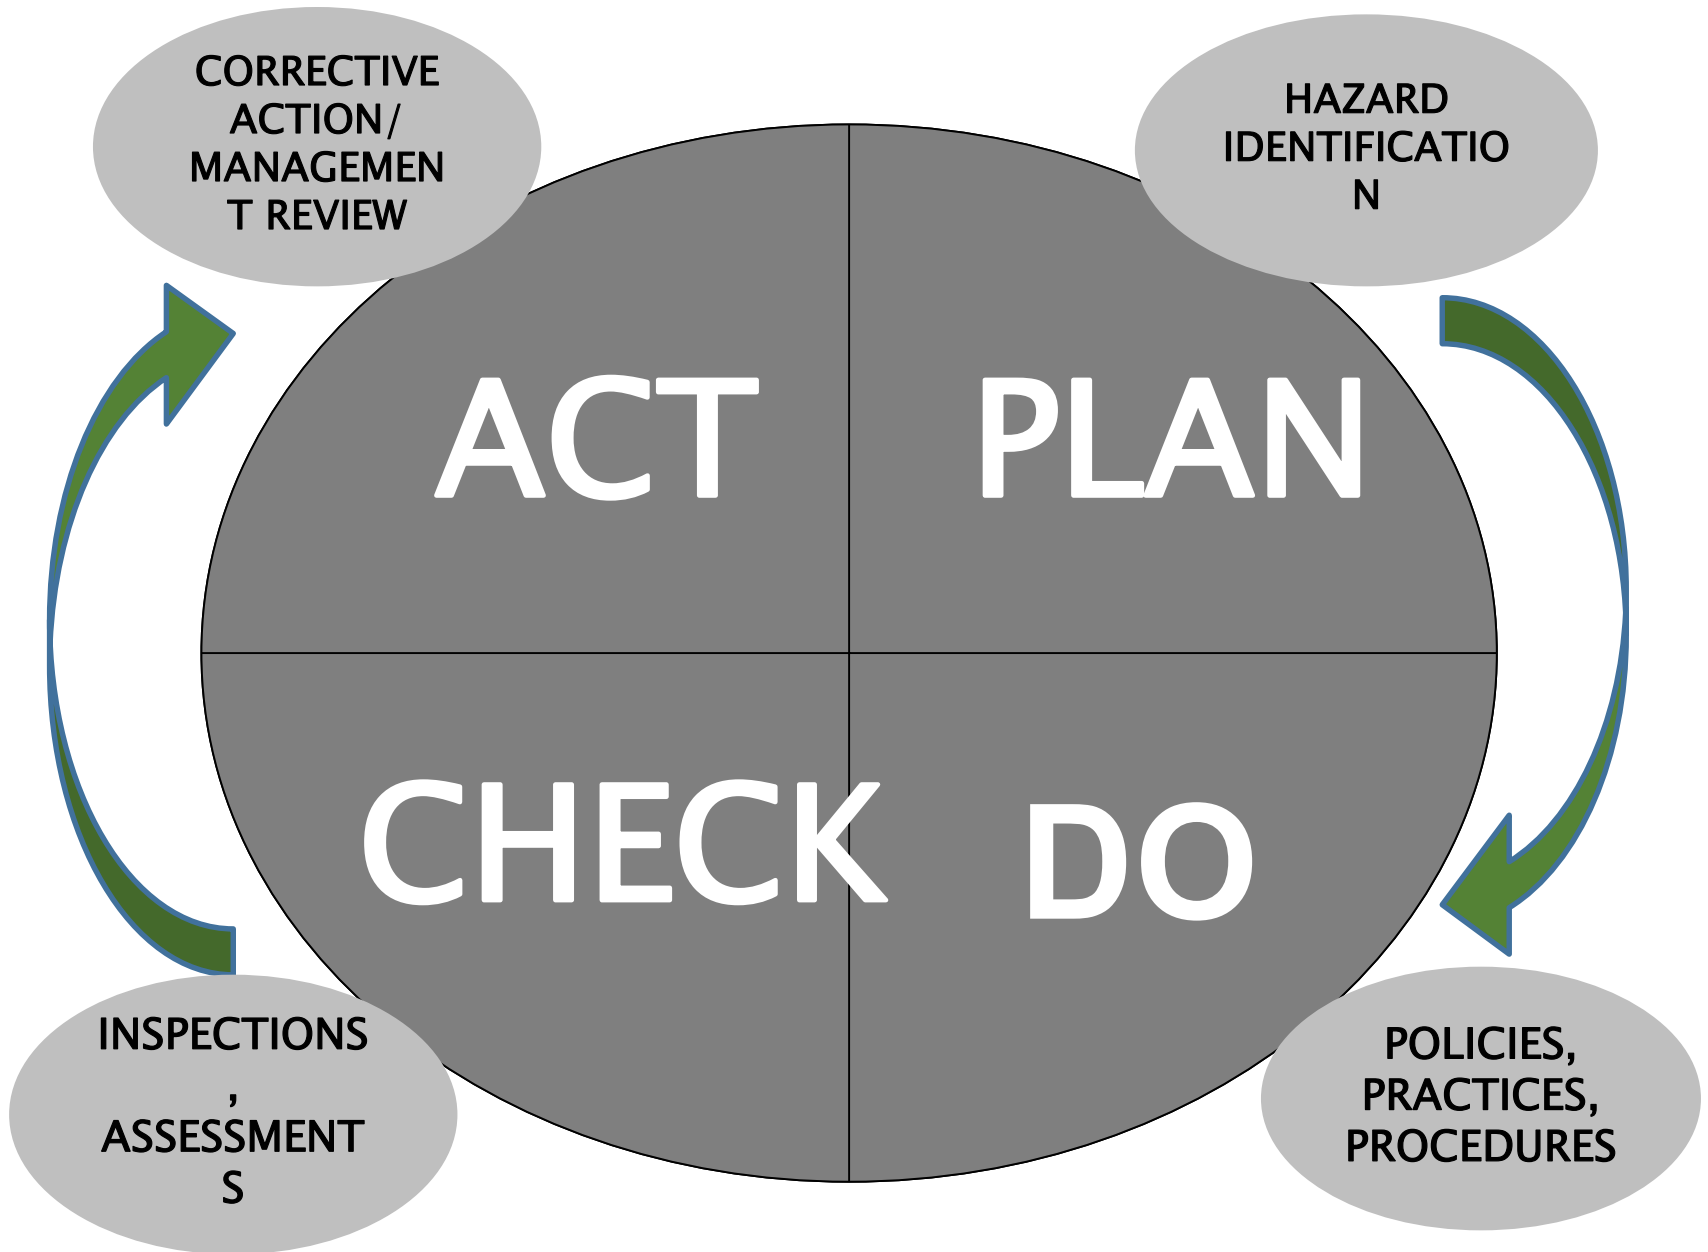 CORRECTIVE
ACTION/
MANAGEMEN
T REVIEW
HAZARD
IDENTIFICATIO
N
ACT
PLAN
CHECK
DO
INSPECTIONS
,
ASSESSMENT
S
POLICIES,
PRACTICES,
PROCEDURES